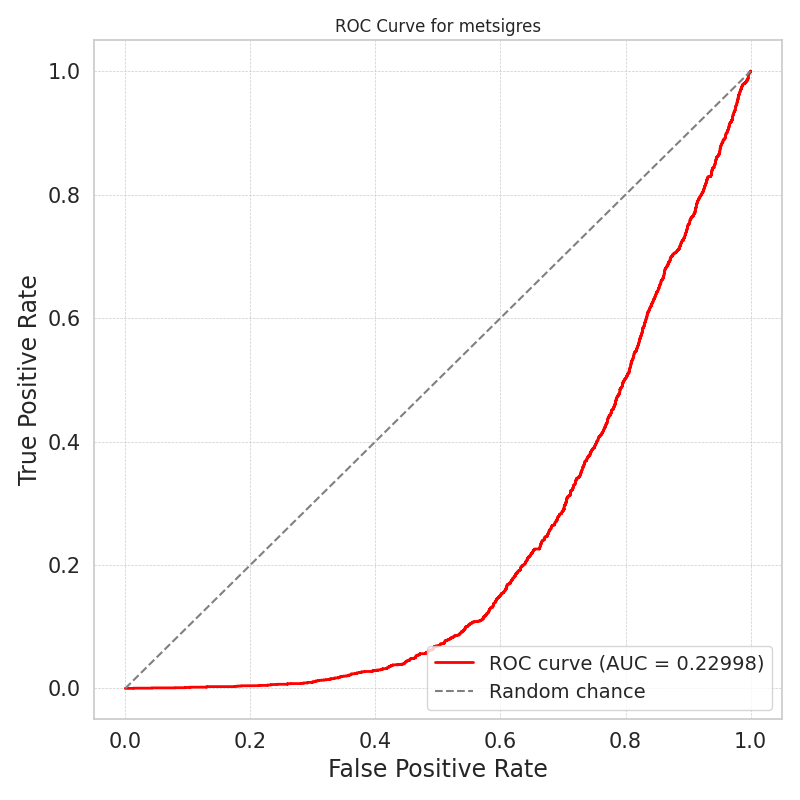 ROC Curve for metsigres
True Positive Rate
1.0
0.8
0.6
0.4
0.2
0.0
ROC curve (AUC = 0.22998)
Random chance
0.0 0.2 0.4 0.6 0.8 1.0
False Positive Rate